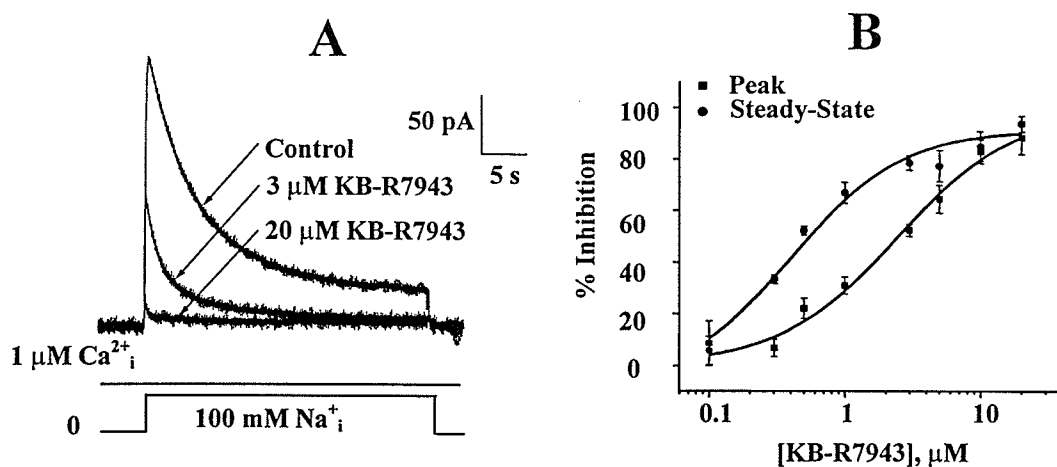 A
50 pA
5 s
Control
3 μM KB-R7943
20 μM KB-R7943
1 μM Ca²⁺ᵢ
0
100 mM Na⁺ᵢ
B
Peak
Steady-State
% Inhibition
100
80
60
40
20
0
0.1
1
10
[KB-R7943], μM